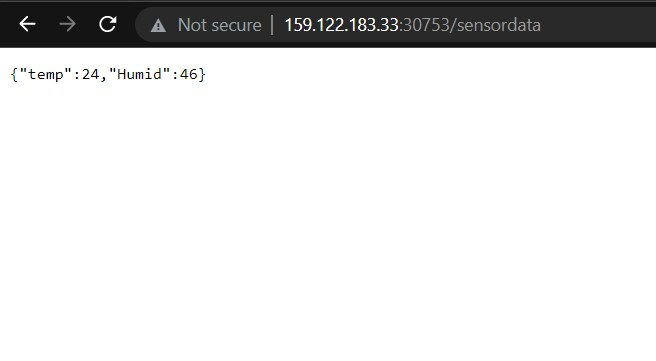 Not secure | 159.122.183.33:30753/sensordata
{"temp":24,"Humid":46}